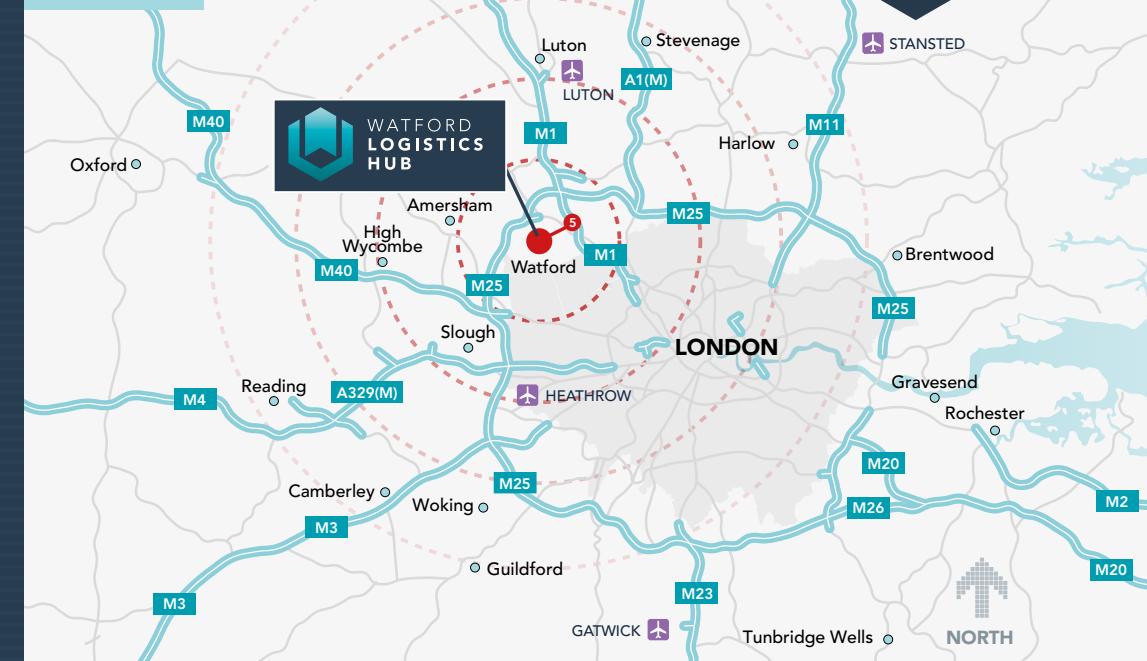 Luton
Stevenage
STANSTED
LUTON
A1(M)
M40
WATFORD
LOGISTICS
HUB
M1
M11
Harlow
Oxford
Amersham
M25
High
Wycombe
5
M1
Brentwood
Watford
M40
M25
M25
Slough
LONDON
Reading
A329(M)
HEATHROW
Gravesend
M4
Rochester
M20
Camberley
M25
Woking
M26
M2
M3
Guildford
M20
M23
M3
GATWICK
Tunbridge Wells
NORTH